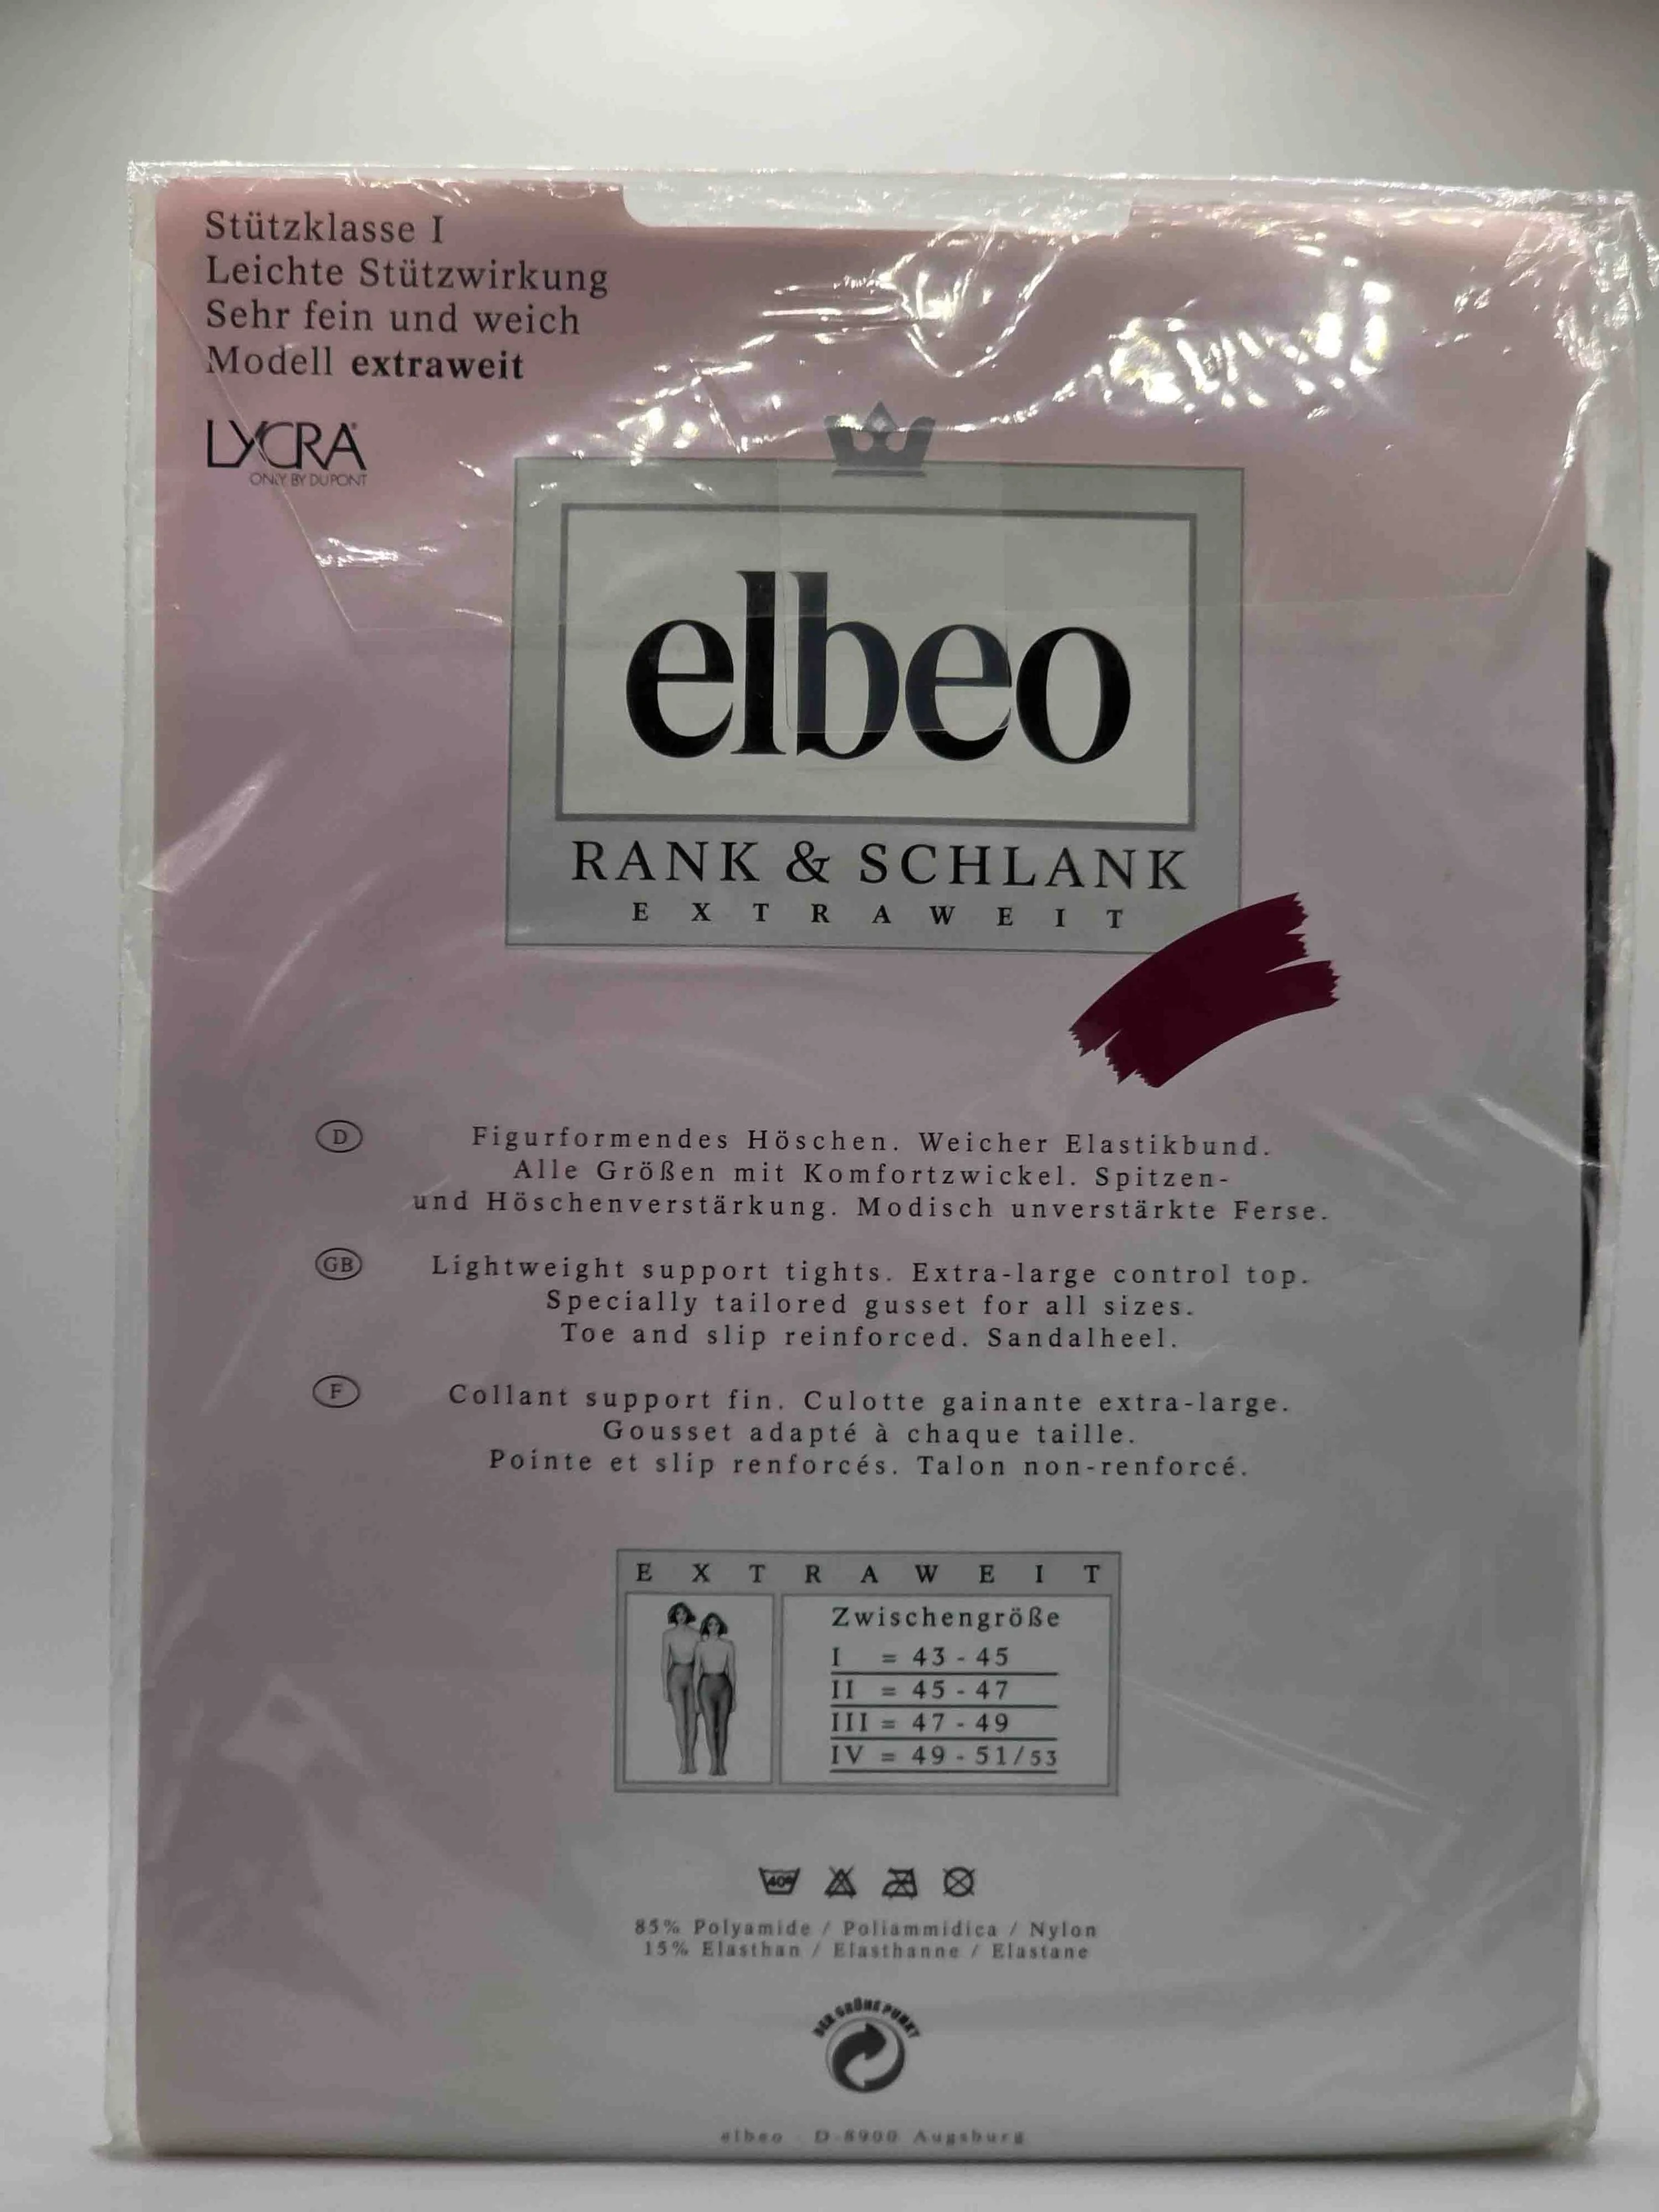 Stützklasse I
Leichte Stützwirkung
Sehr fein und weich
Modell extraweit
LYCRA®
ONLY BY DUPONT
elbeo
RANK & SCHLANK
EXTRAWEIT
D
Figurformendes Höschen. Weicher Elastikbund.
Alle Größen mit Komfortzwickel. Spitzen-
und Höschenverstärkung. Modisch unverstärkte Ferse.
GB
Lightweight support tights. Extra-large control top.
Specially tailored gusset for all sizes.
Toe and slip reinforced. Sandalheel.
F
Collant support fin. Culotte gainante extra-large.
Gousset adapté à chaque taille.
Pointe et slip renforcés. Talon non-renforcé.
EXTRAWEIT
Zwischengröße
I = 43 - 45
II = 45 - 47
III = 47 - 49
IV = 49 - 51/53
40°
85% Polyamide / Poliammidica / Nylon
15% Elasthan / Elasthanne / Elastane
DER GRÜNE PUNKT
elbeo D-8900 Augsburg